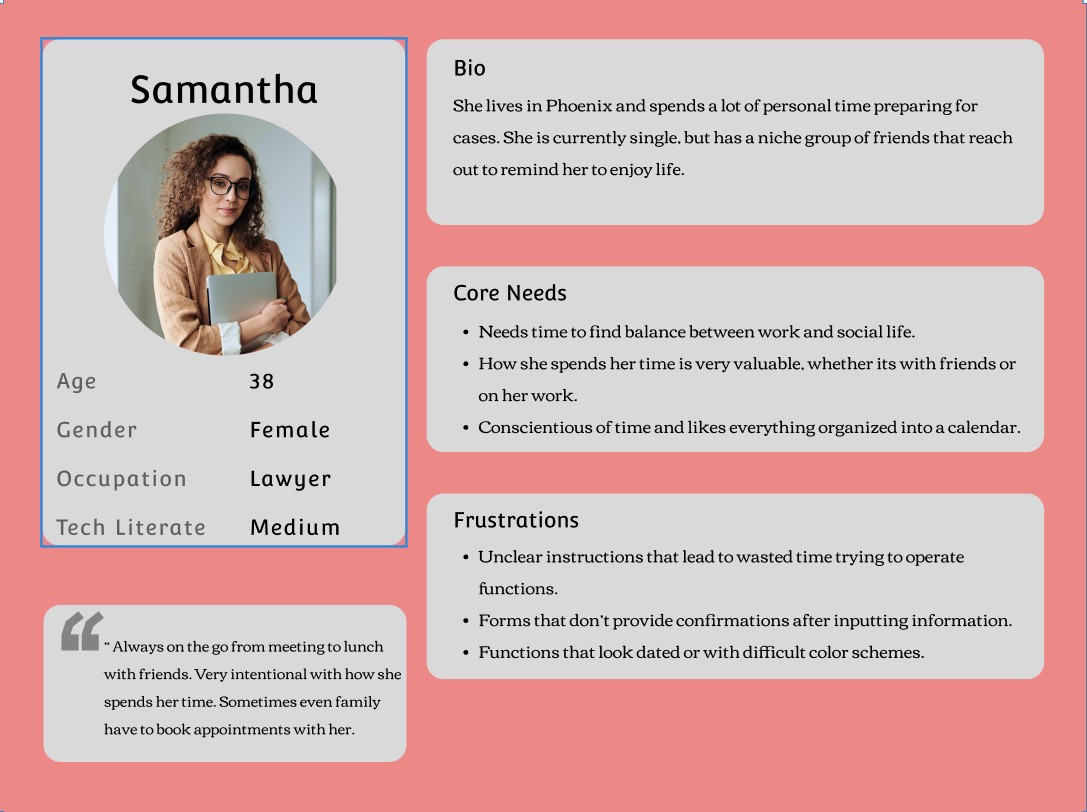 Samantha
Age 38
Gender Female
Occupation Lawyer
Tech Literate Medium
“
“ Always on the go from meeting to lunch
with friends. Very intentional with how she
spends her time. Sometimes even family
have to book appointments with her.
Bio
She lives in Phoenix and spends a lot of personal time preparing for
cases. She is currently single, but has a niche group of friends that reach
out to remind her to enjoy life.
Core Needs
• Needs time to find balance between work and social life.
• How she spends her time is very valuable, whether its with friends or
on her work.
• Conscientious of time and likes everything organized into a calendar.
Frustrations
• Unclear instructions that lead to wasted time trying to operate
functions.
• Forms that don't provide confirmations after inputting information.
• Functions that look dated or with difficult color schemes.